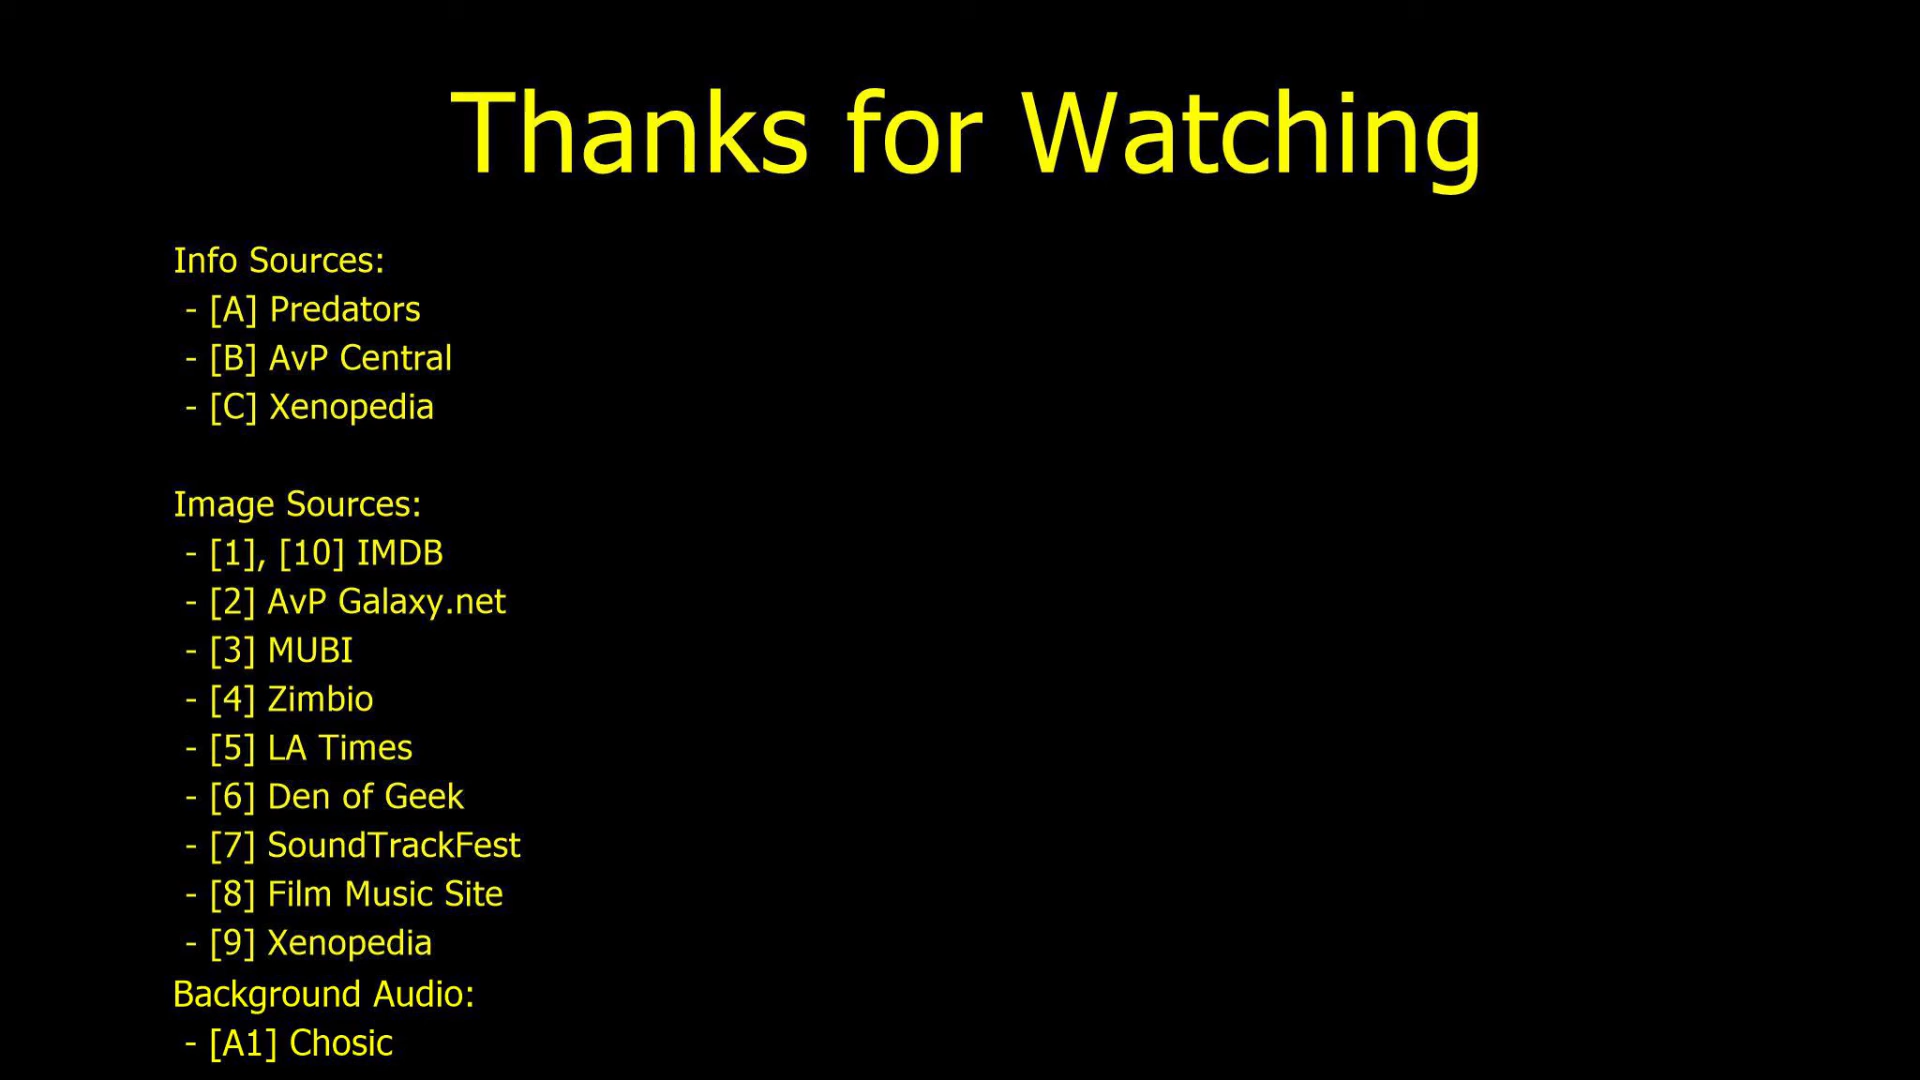 Thanks for Watching
Info Sources:
- [A] Predators
- [B] AvP Central
- [C] Xenopedia
Image Sources:
- [1], [10] IMDB
- [2] AvP Galaxy.net
- [3] MUBI
- [4] Zimbio
- [5] LA Times
- [6] Den of Geek
- [7] SoundTrackFest
- [8] Film Music Site
- [9] Xenopedia
Background Audio:
- [A1] Chosic